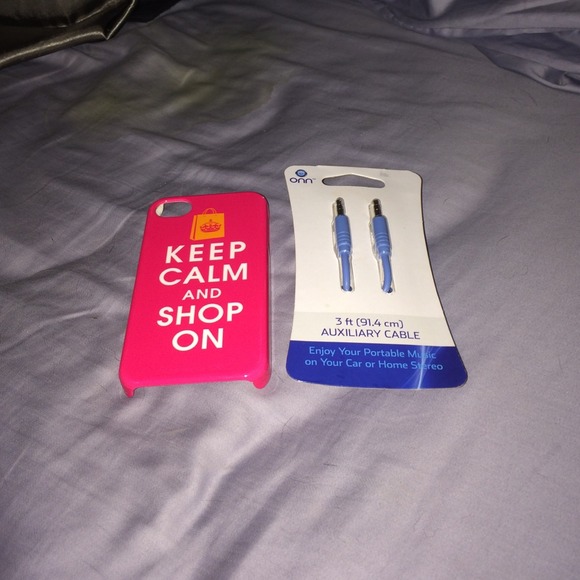 KEEP
CALM
AND
SHOP
ON
onn™
3 ft (91.4 cm)
AUXILIARY CABLE
Enjoy Your Portable Music
on Your Car or Home Stereo